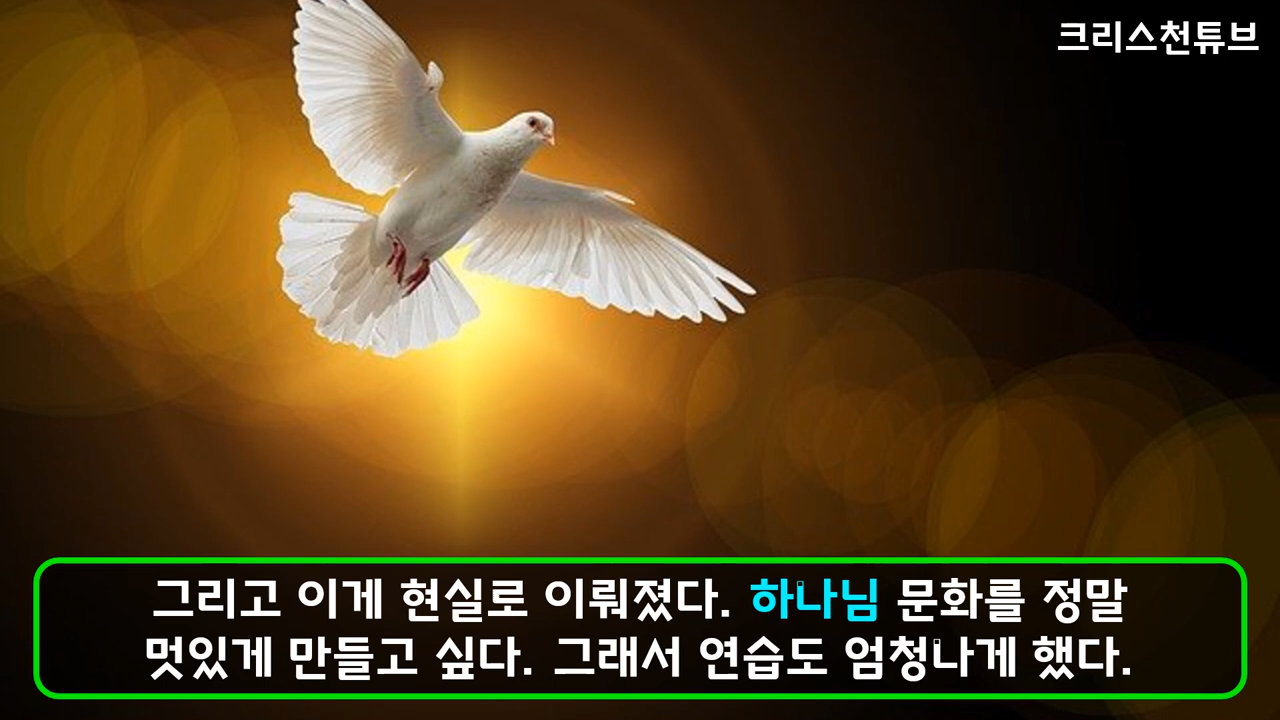 크리스천튜브
그리고 이게 현실로 이뤄졌다. 하나님 문화를 정말
멋있게 만들고 싶다. 그래서 연습도 엄청나게 했다.